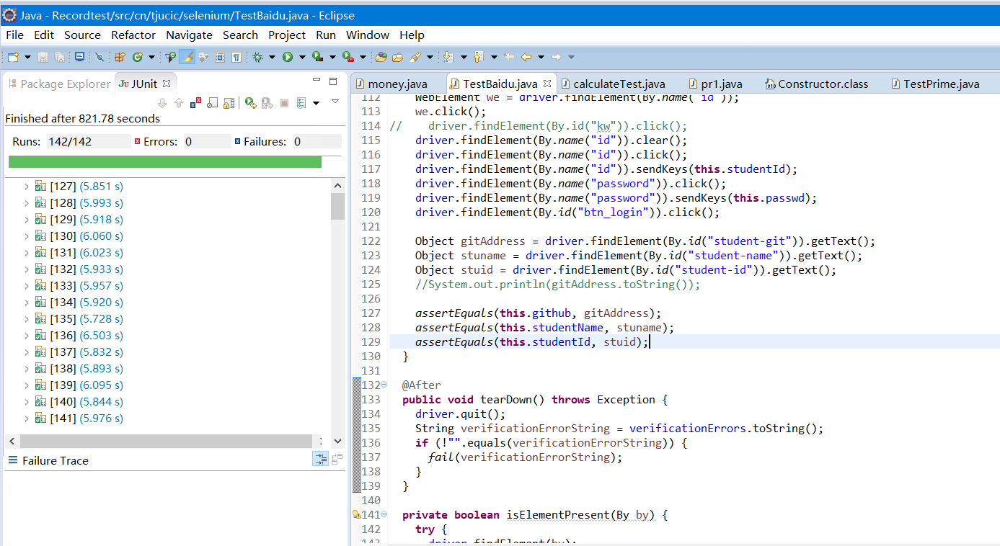 Java - Recordtest/src/cn/tjucic/selenium/TestBaidu.java - Eclipse
File Edit Source Refactor Navigate Search Project Run Window Help
Package Explorer JUnit
Finished after 821.78 seconds
Runs: 142/142 Errors: 0 Failures: 0
[127] (5.851 s)
[128] (5.993 s)
[129] (5.918 s)
[130] (6.060 s)
[131] (6.023 s)
[132] (5.933 s)
[133] (5.957 s)
[134] (5.920 s)
[135] (5.728 s)
[136] (6.503 s)
[137] (5.832 s)
[138] (5.893 s)
[139] (6.095 s)
[140] (5.844 s)
[141] (5.976 s)
Failure Trace
money.java TestBaidu.java calculateTest.java pr1.java Constructor.class TestPrime.java
112 WebElement we = driver.findElement(By.name("id"));
113 we.click();
114 // driver.findElement(By.id("kw")).click();
115 driver.findElement(By.name("id")).clear();
116 driver.findElement(By.name("id")).click();
117 driver.findElement(By.name("id")).sendKeys(this.studentId);
118 driver.findElement(By.name("password")).click();
119 driver.findElement(By.name("password")).sendKeys(this.passwd);
120 driver.findElement(By.id("btn_login")).click();
121
122 Object gitAddress = driver.findElement(By.id("student-git")).getText();
123 Object stuname = driver.findElement(By.id("student-name")).getText();
124 Object stuid = driver.findElement(By.id("student-id")).getText();
125 //System.out.println(gitAddress.toString());
126
127 assertEquals(this.github, gitAddress);
128 assertEquals(this.studentName, stuname);
129 assertEquals(this.studentId, stuid);
130 }
131
132 @After
133 public void tearDown() throws Exception {
134 driver.quit();
135 String verificationErrorString = verificationErrors.toString();
136 if (!"".equals(verificationErrorString)) {
137 fail(verificationErrorString);
138 }
139 }
140
141 private boolean isElementPresent(By by) {
142 try {
143 driver.findElement(by);